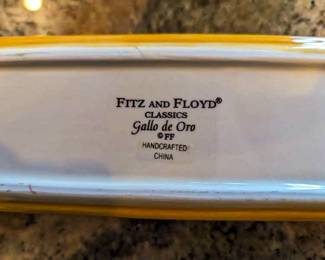 FITZ AND FLOYD®
CLASSICS
Gallo de Oro
©FF
HANDCRAFTED
CHINA